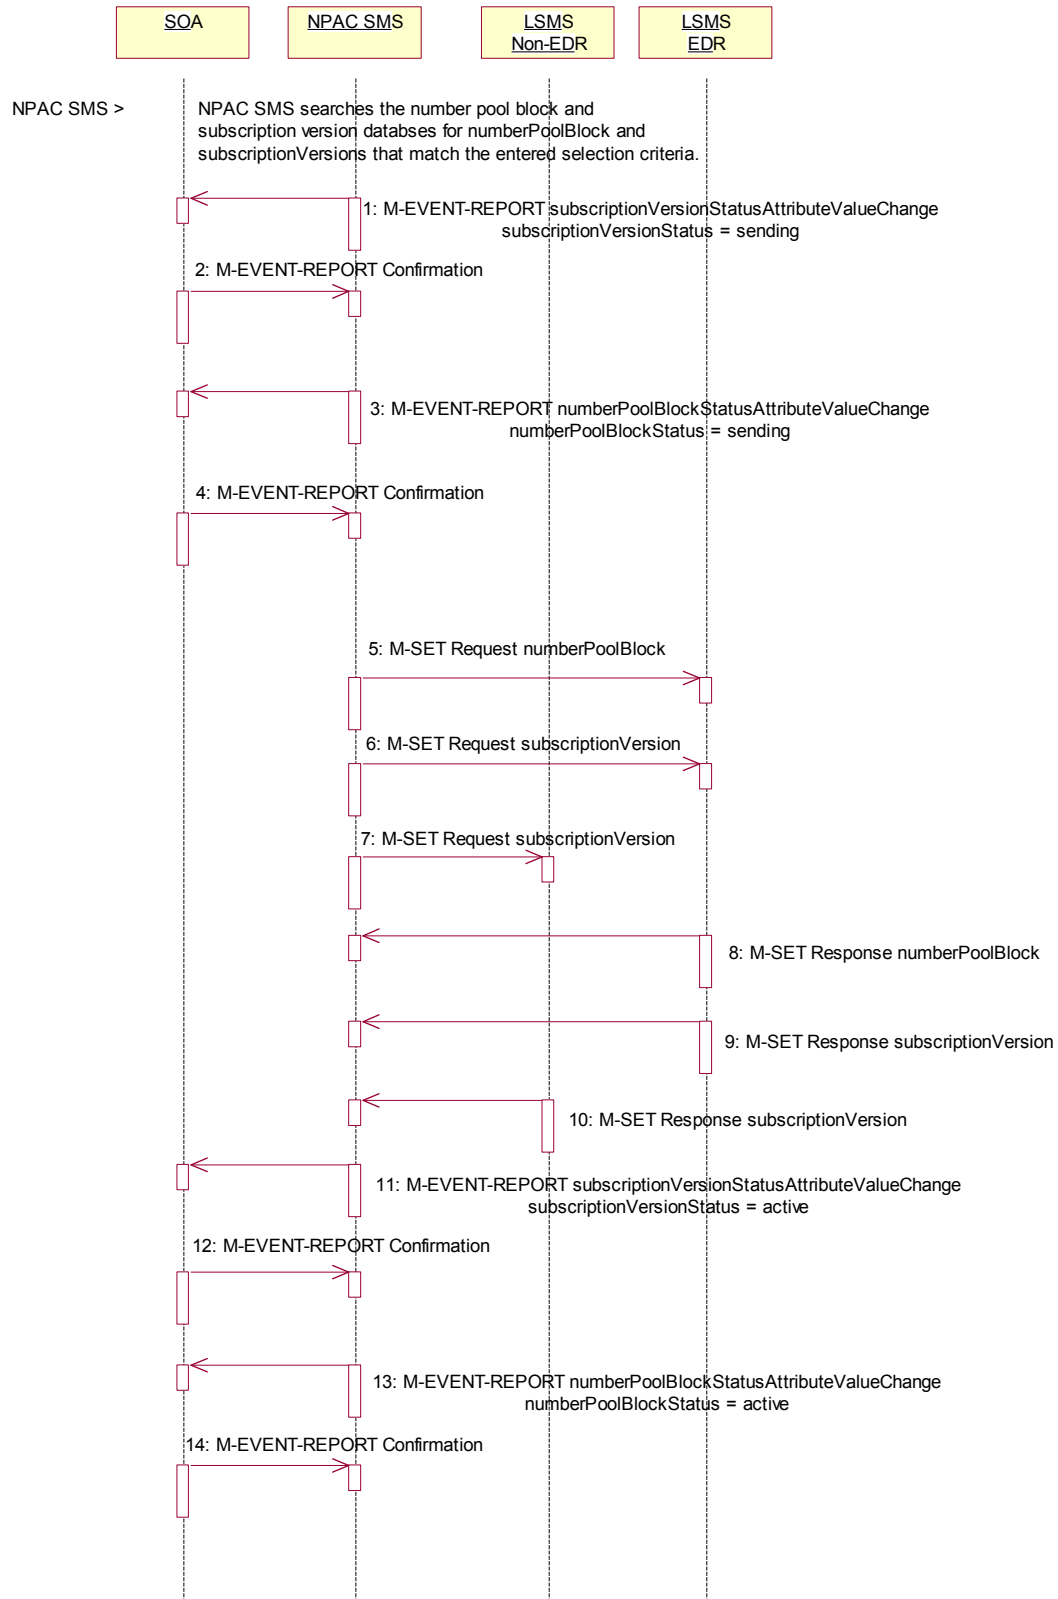 SOA
NPAC SMS
LSMS
Non-EDR
LSMS
EDR
NPAC SMS >
NPAC SMS searches the number pool block and
subscription version databses for numberPoolBlock and
subscriptionVersions that match the entered selection criteria.
1: M-EVENT-REPORT subscriptionVersionStatusAttributeValueChange
subscriptionVersionStatus = sending
2: M-EVENT-REPORT Confirmation
3: M-EVENT-REPORT numberPoolBlockStatusAttributeValueChange
numberPoolBlockStatus = sending
4: M-EVENT-REPORT Confirmation
5: M-SET Request numberPoolBlock
6: M-SET Request subscriptionVersion
7: M-SET Request subscriptionVersion
8: M-SET Response numberPoolBlock
9: M-SET Response subscriptionVersion
10: M-SET Response subscriptionVersion
11: M-EVENT-REPORT subscriptionVersionStatusAttributeValueChange
subscriptionVersionStatus = active
12: M-EVENT-REPORT Confirmation
13: M-EVENT-REPORT numberPoolBlockStatusAttributeValueChange
numberPoolBlockStatus = active
14: M-EVENT-REPORT Confirmation